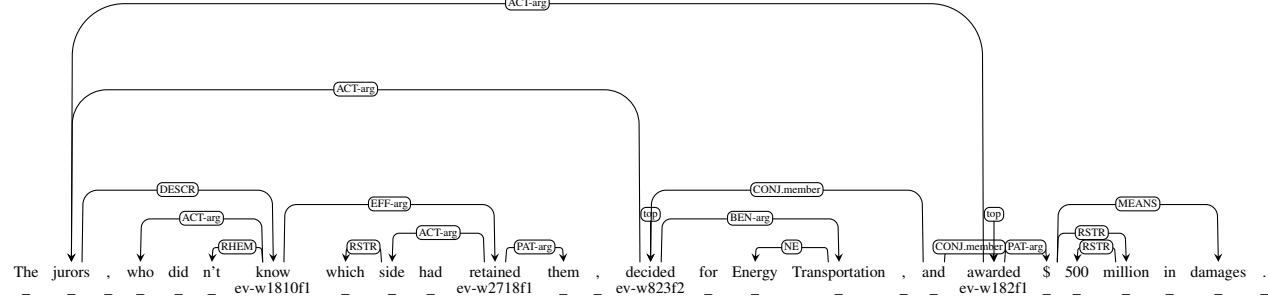 ACT-arg
ACT-arg
DESCR EFF-arg CONJ.member MEANS
ACT-arg top BEN-arg top
RHEM RSTR ACT-arg PAT-arg NE CONJ.member PAT-arg RSTR RSTR
The jurors , who did n't know which side had retained them , decided for Energy Transportation , and awarded $ 500 million in damages .
_ _ _ _ _ _ ev-w1810f1 _ _ _ ev-w2718f1 _ _ ev-w823f2 _ _ _ _ _ ev-w182f1 _ _ _ _ _ _